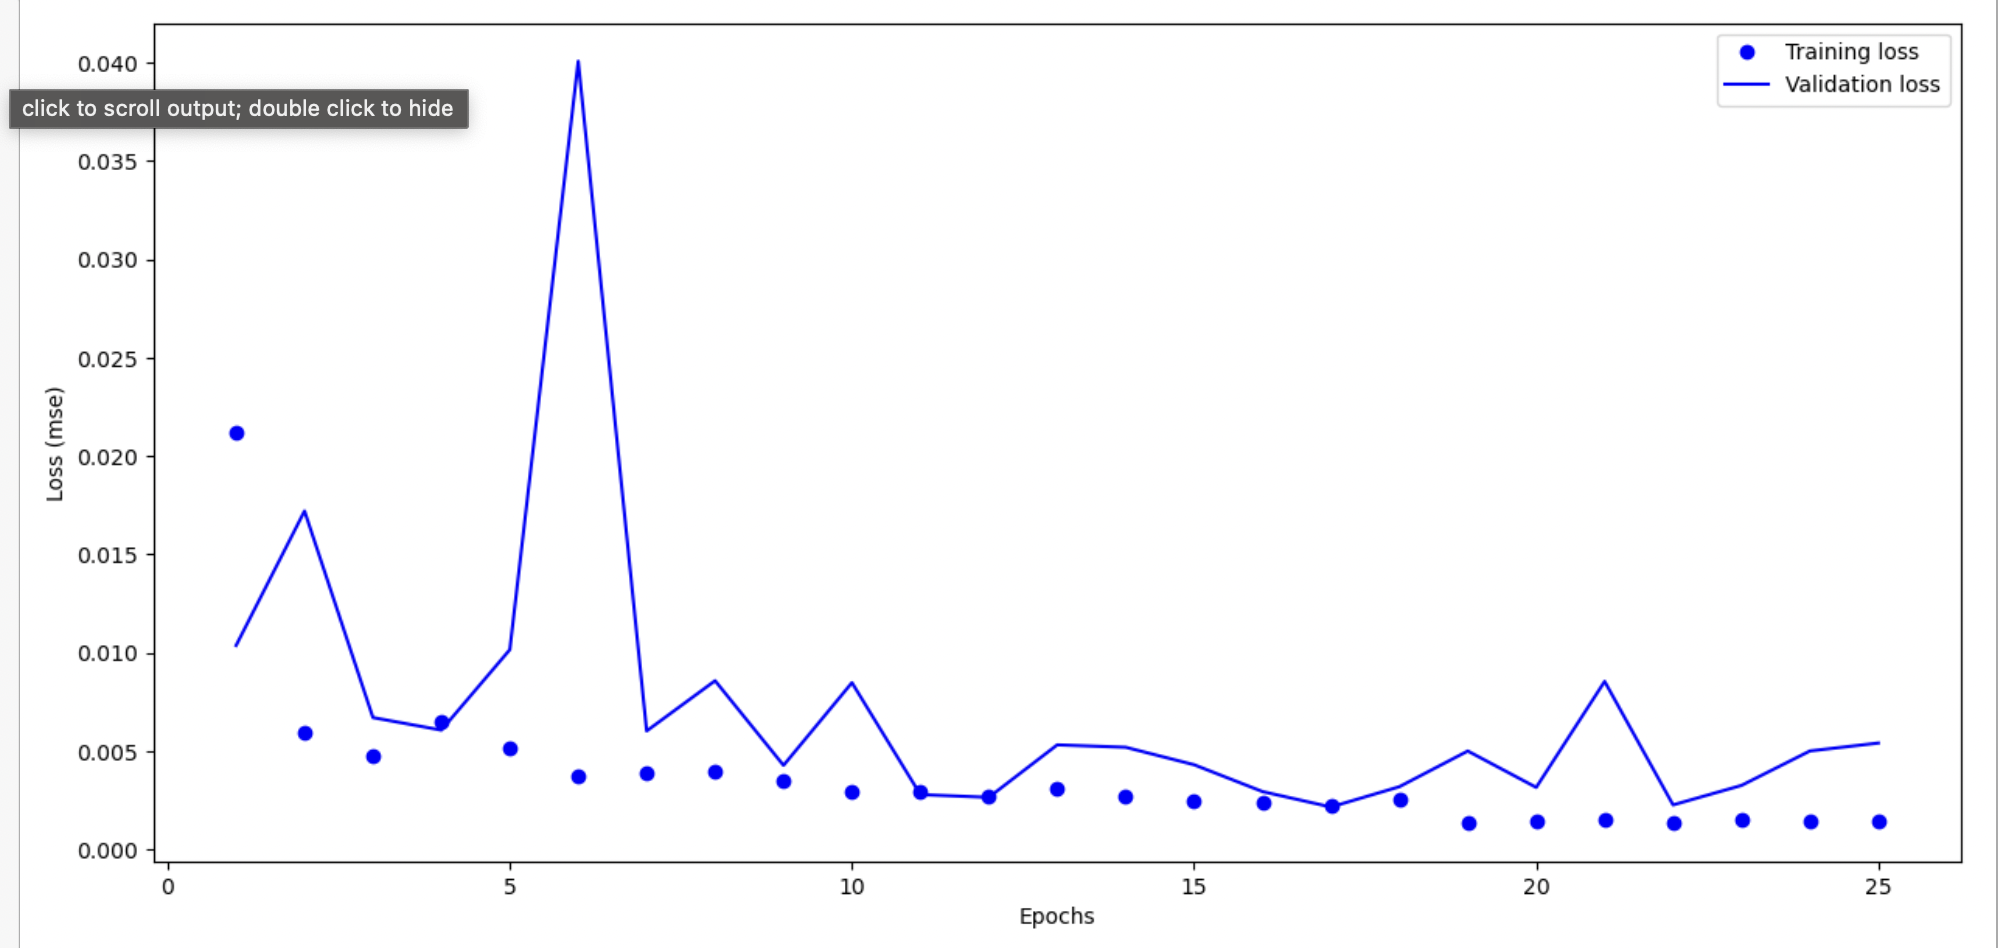 0.040
click to scroll output; double click to hide
0.035
0.030
0.025
0.020
0.015
0.010
0.005
0.000
Loss (mse)
Training loss
Validation loss
0 5 10 15 20 25
Epochs